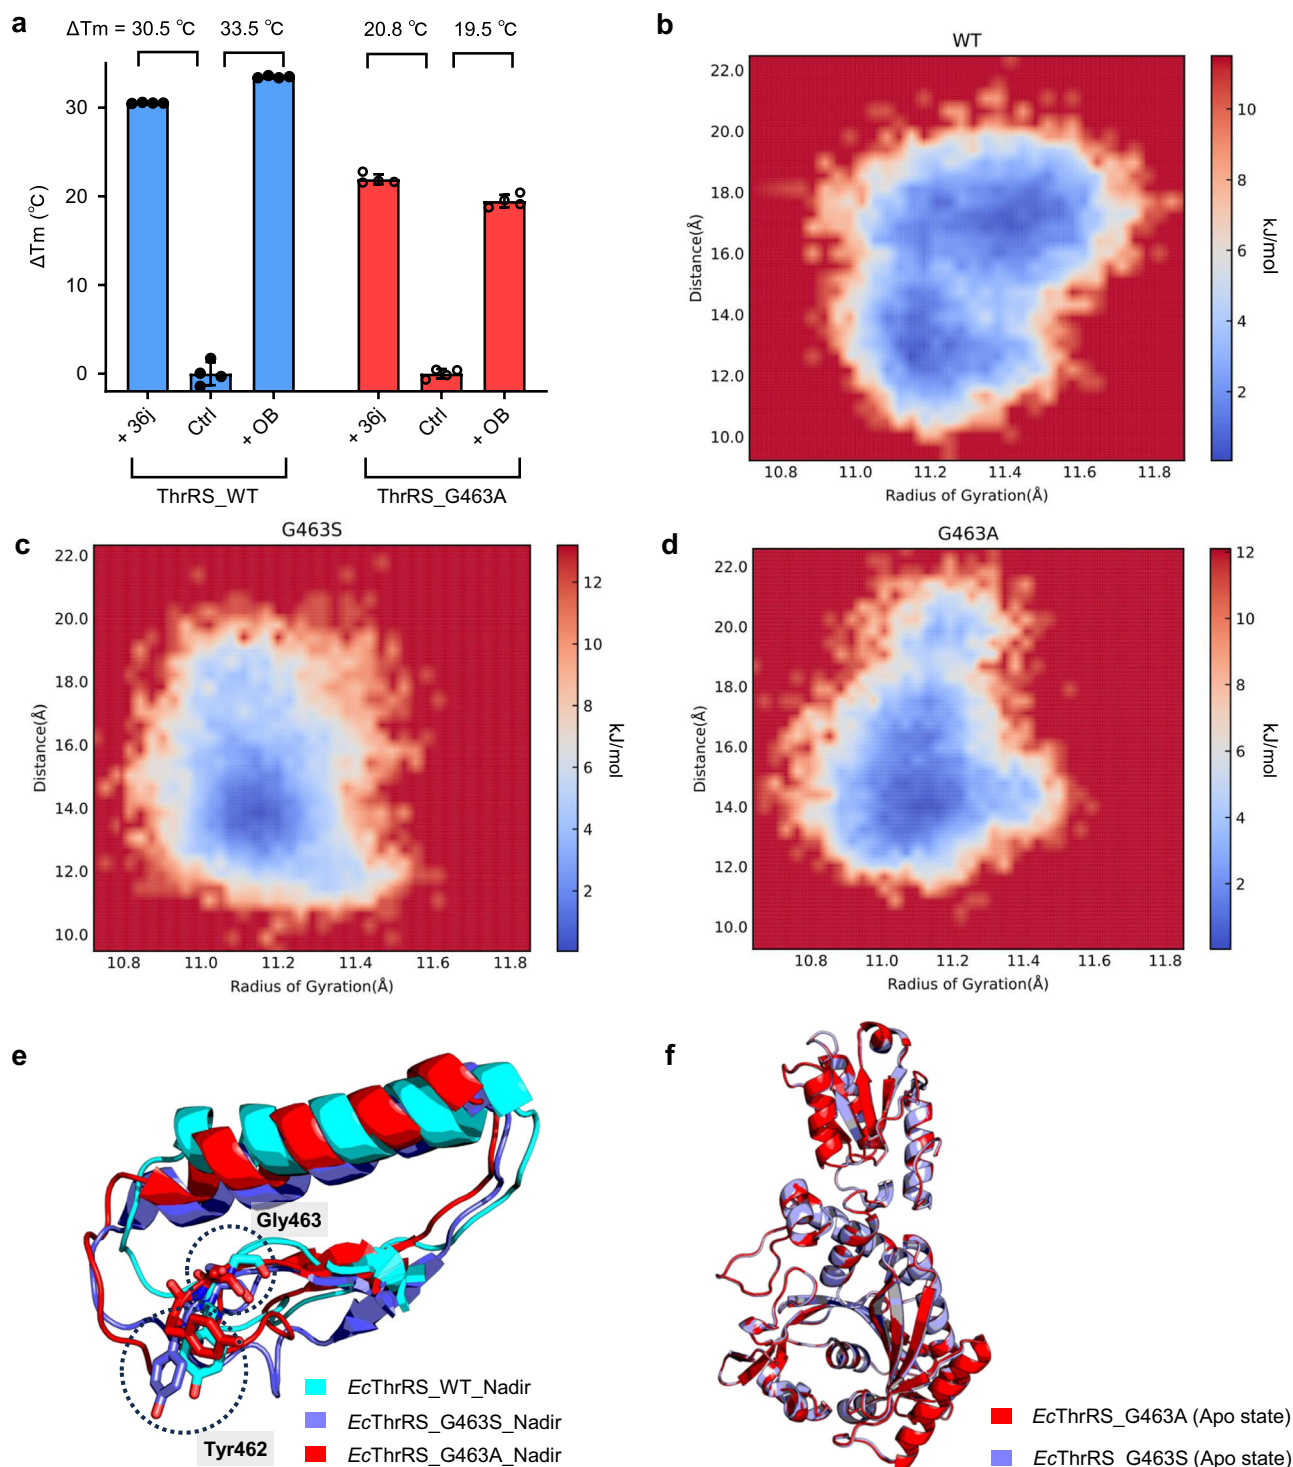 a
ΔTm = 30.5 ℃ 33.5 ℃ 20.8 ℃ 19.5 ℃
ΔTm (℃)
30
20
10
0
+ 36j Ctrl + OB + 36j Ctrl + OB
ThrRS_WT ThrRS_G463A
b
WT
22.0
20.0
18.0
16.0
14.0
12.0
10.0
Distance(Å)
10.8 11.0 11.2 11.4 11.6 11.8
Radius of Gyration(Å)
10
8
6
4
2
kJ/mol
c
G463S
22.0
20.0
18.0
16.0
14.0
12.0
10.0
Distance(Å)
10.8 11.0 11.2 11.4 11.6 11.8
Radius of Gyration(Å)
12
10
8
6
4
2
kJ/mol
d
G463A
22.0
20.0
18.0
16.0
14.0
12.0
10.0
Distance(Å)
10.8 11.0 11.2 11.4 11.6 11.8
Radius of Gyration(Å)
12
10
8
6
4
2
kJ/mol
e
Gly463
Tyr462
EcThrRS_WT_Nadir
EcThrRS_G463S_Nadir
EcThrRS_G463A_Nadir
f
EcThrRS_G463A (Apo state)
EcThrRS_G463S (Apo state)